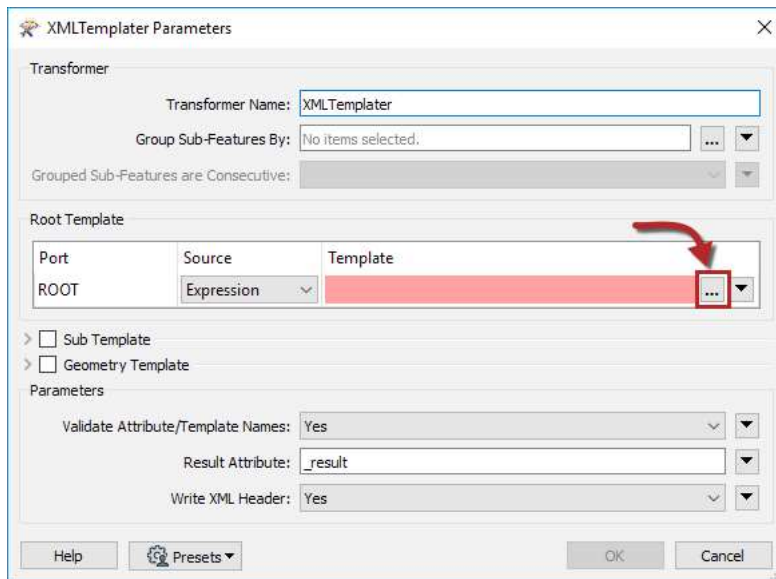 XMLTemplater Parameters
Transformer
Transformer Name: XMLTemplater
Group Sub-Features By: No items selected. ...
Grouped Sub-Features are Consecutive:
Root Template
Port Source Template
ROOT Expression ...
Sub Template
Geometry Template
Parameters
Validate Attribute/Template Names: Yes
Result Attribute: _result
Write XML Header: Yes
Help Presets OK Cancel